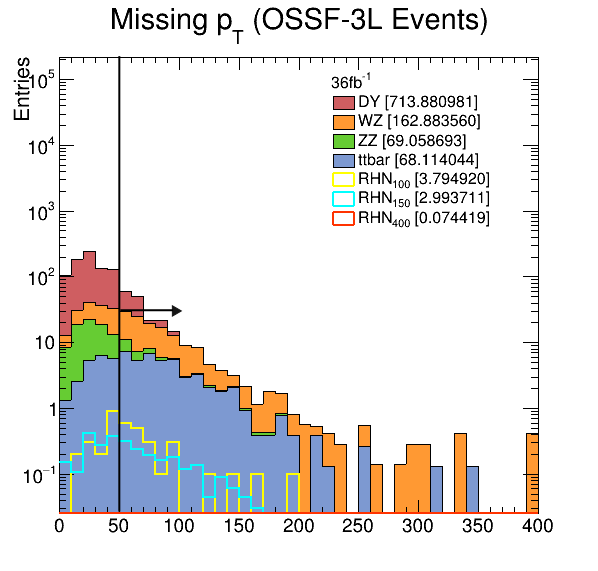 Missing p_T (OSSF-3L Events)
Entries
36fb^-1
DY [713.880981]
WZ [162.883560]
ZZ [69.058693]
ttbar [68.114044]
RHN_100 [3.794920]
RHN_150 [2.993711]
RHN_400 [0.074419]
10^5
10^4
10^3
10^2
10
1
10^-1
0 50 100 150 200 250 300 350 400